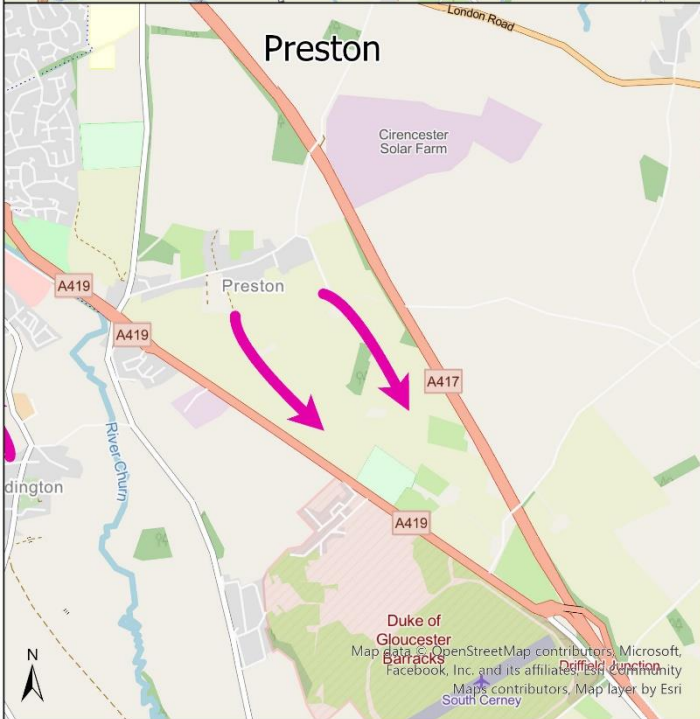 London Road
Preston
Cirencester
Solar Farm
Preston
A419
A419
A417
River Churn
dington
A419
Duke of
Gloucester
Barracks
N
Map data © OpenStreetMap contributors, Microsoft,
Facebook, Inc. and its affiliates, Esri Community
Maps contributors, Map layer by Esri
Driffield Junction
South Cerney